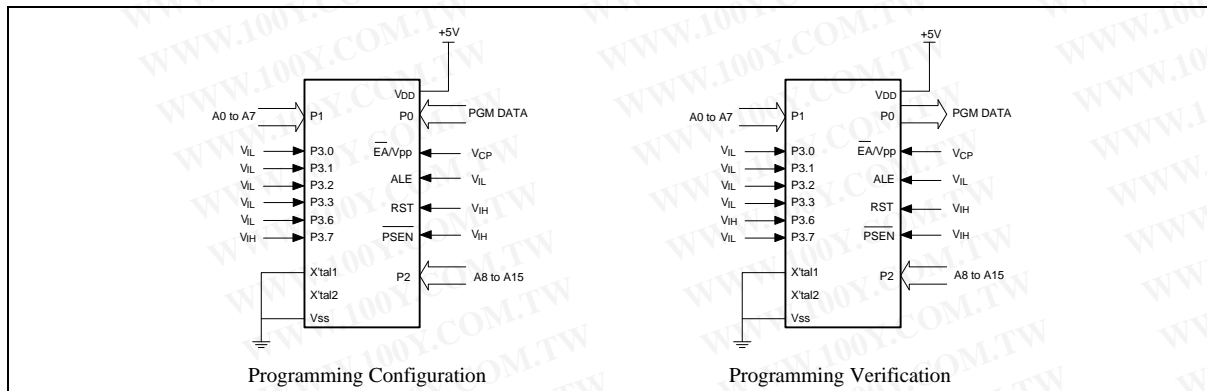 +5V
VDD
A0 to A7
P1
P0
PGM DATA
VIL
P3.0
EA/Vpp
VCP
VIL
P3.1
VIL
P3.2
ALE
VIL
VIL
P3.3
RST
VIH
VIL
P3.6
VIH
P3.7
PSEN
VIH
X'tal1
P2
A8 to A15
X'tal2
Vss
Programming Configuration
+5V
VDD
A0 to A7
P1
P0
PGM DATA
VIL
P3.0
EA/Vpp
VCP
VIL
P3.1
VIL
P3.2
ALE
VIL
VIL
P3.3
RST
VIH
VIH
P3.6
VIL
P3.7
PSEN
VIH
X'tal1
P2
A8 to A15
X'tal2
Vss
Programming Verification
WWW.100Y.COM.TW